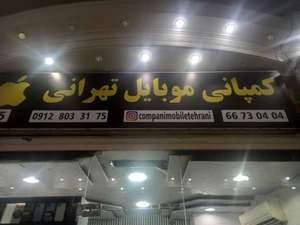 کمپانی موبایل تهرانی
0912 803 31 75 companimobiletehrani 66 73 04 04